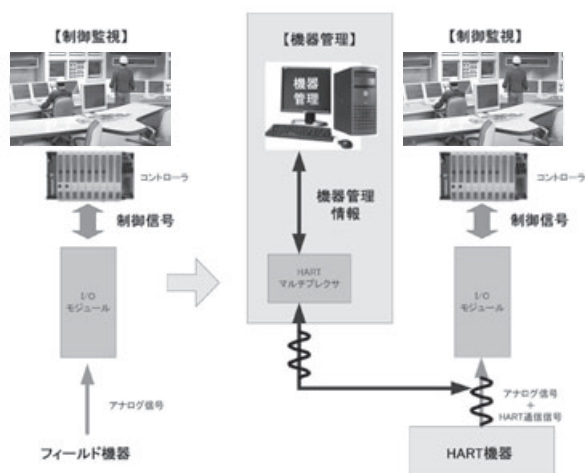 【制御監視】
コントローラ
制御信号
I/O
モジュール
アナログ信号
フィールド機器
【機器管理】
機器
管理
機器管理
情報
HART
マルチプレクサ
【制御監視】
コントローラ
制御信号
I/O
モジュール
アナログ信号
+
HART通信信号
HART機器